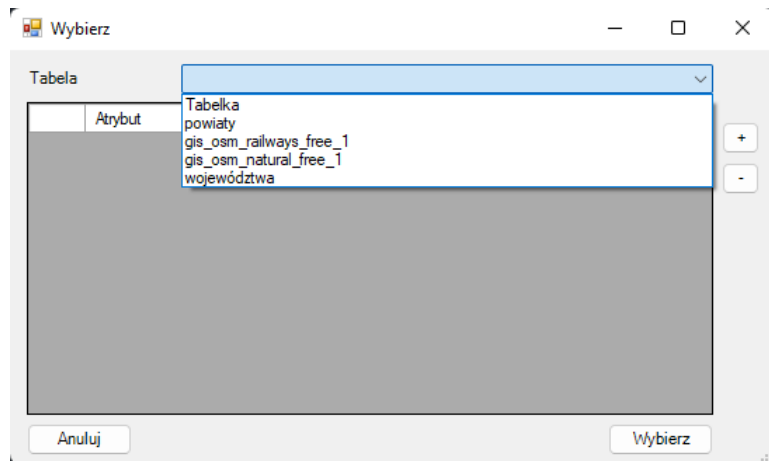 Wybierz
Tabela
Atrybut
Tabelka
powiaty
gis_osm_railways_free_1
gis_osm_natural_free_1
województwa
+
-
Anuluj
Wybierz